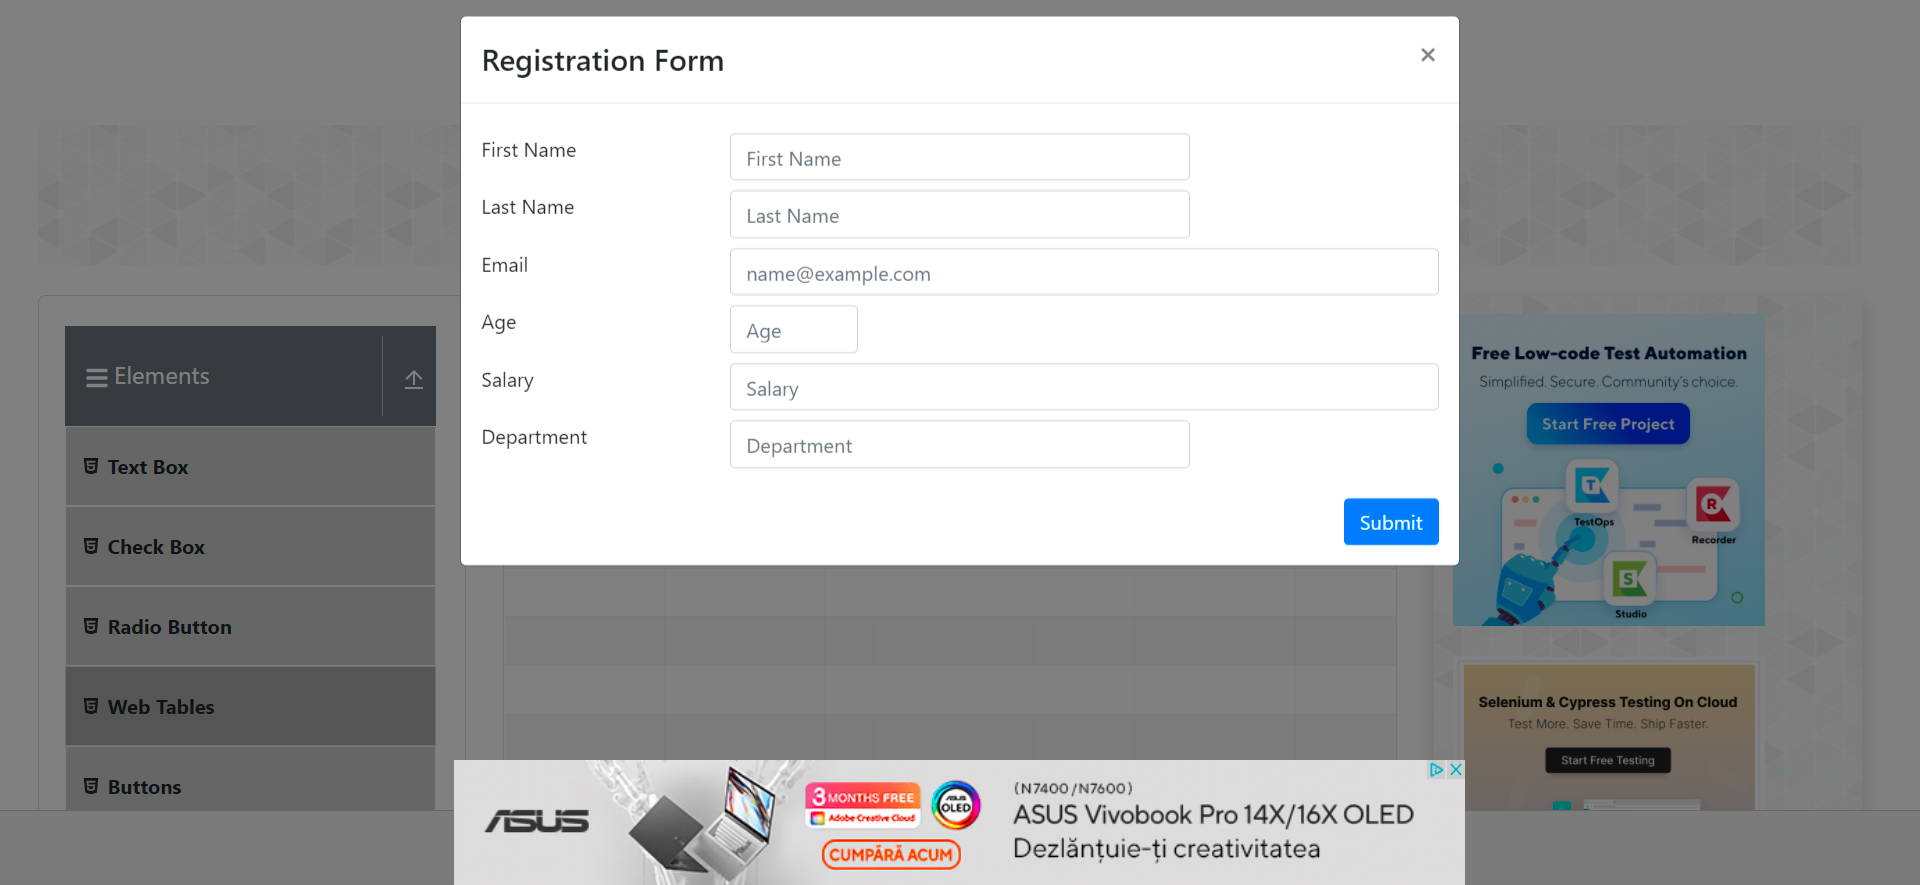 Registration Form
×
First Name
First Name
Last Name
Last Name
Email
name@example.com
Age
Age
Salary
Salary
Department
Department
Submit
Elements
Text Box
Check Box
Radio Button
Web Tables
Buttons
Free Low-code Test Automation
Simplified. Secure. Community's choice.
Start Free Project
TestOps
Recorder
Studio
Selenium & Cypress Testing On Cloud
Test More. Save Time. Ship Faster.
Start Free Testing
ASUS
3 MONTHS FREE
Adobe Creative Cloud
ASUS
OLED
CUMPĂRĂ ACUM
(N7400/N7600)
ASUS Vivobook Pro 14X/16X OLED
Dezlănțuie-ți creativitatea